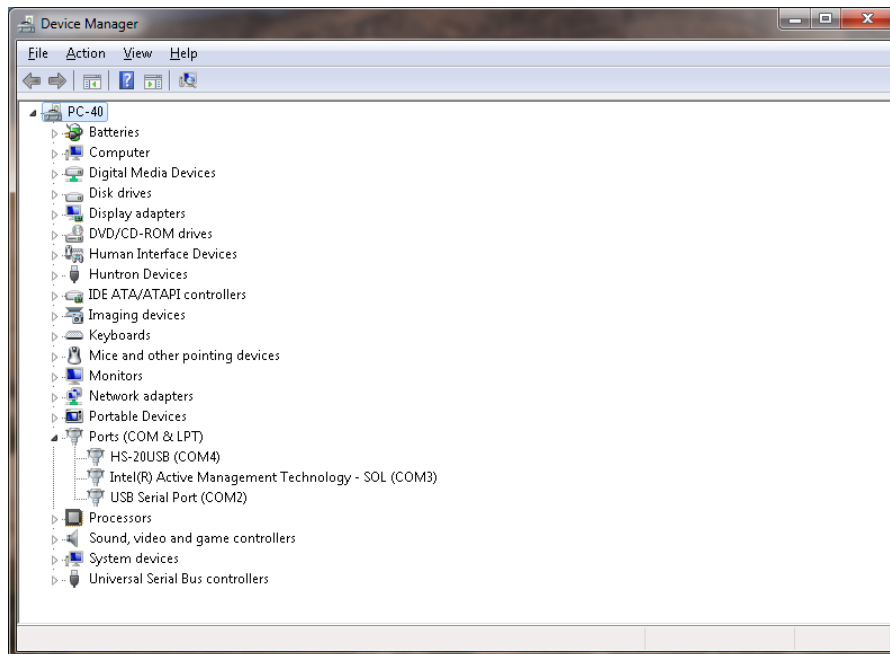 Device Manager
File Action View Help
PC-40
Batteries
Computer
Digital Media Devices
Disk drives
Display adapters
DVD/CD-ROM drives
Human Interface Devices
Huntron Devices
IDE ATA/ATAPI controllers
Imaging devices
Keyboards
Mice and other pointing devices
Monitors
Network adapters
Portable Devices
Ports (COM & LPT)
HS-20USB (COM4)
Intel(R) Active Management Technology - SOL (COM3)
USB Serial Port (COM2)
Processors
Sound, video and game controllers
System devices
Universal Serial Bus controllers